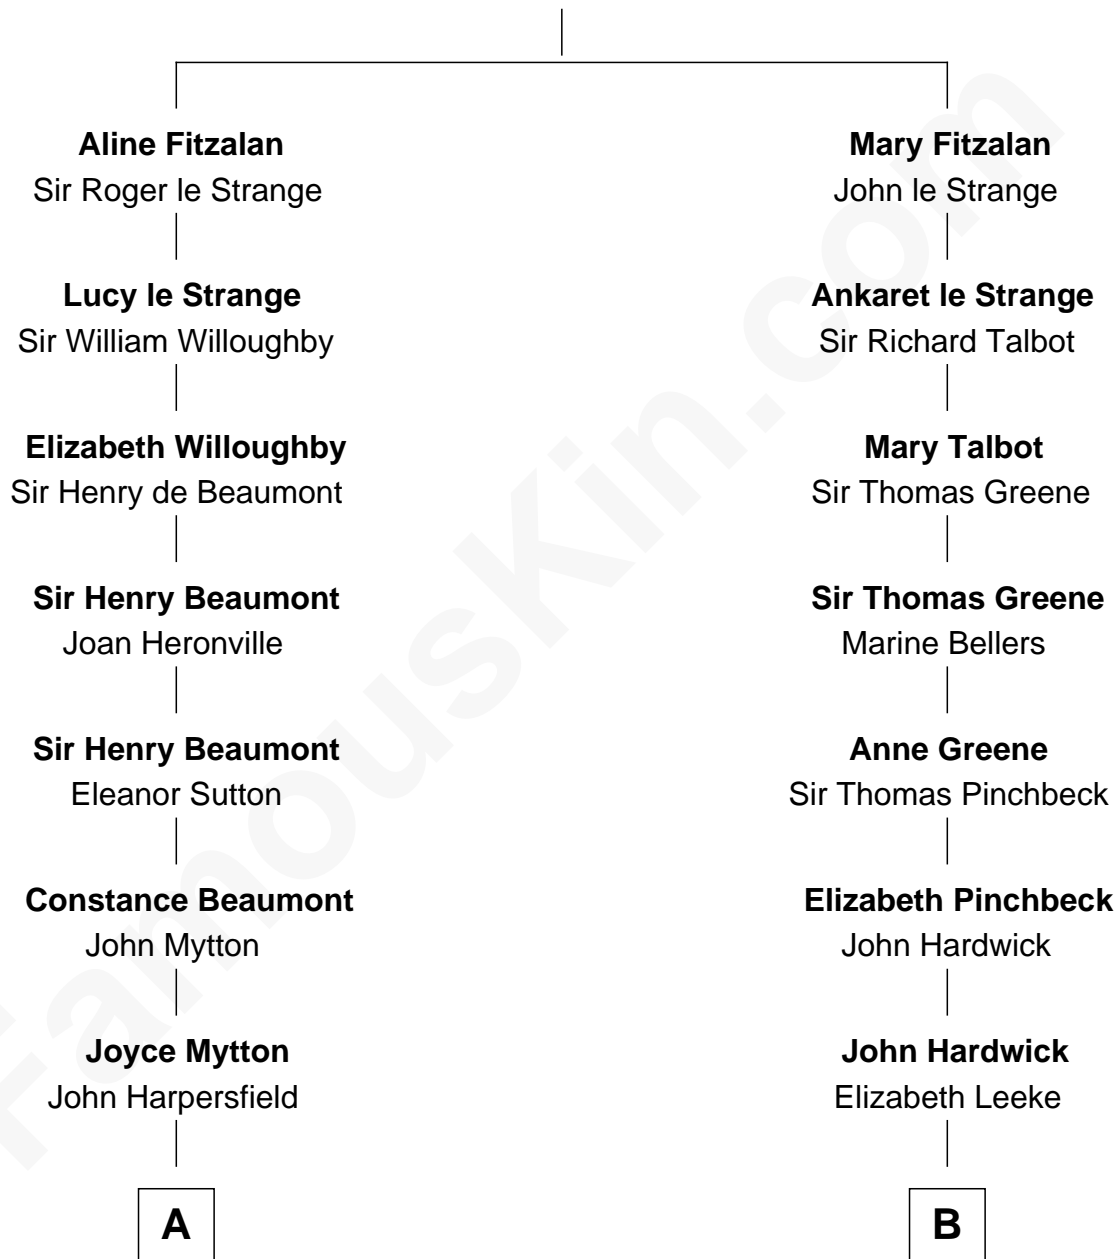 Aline Fitzalan
Sir Roger le Strange
Mary Fitzalan
John le Strange
Lucy le Strange
Sir William Willoughby
Ankaret le Strange
Sir Richard Talbot
Elizabeth Willoughby
Sir Henry de Beaumont
Mary Talbot
Sir Thomas Greene
Sir Henry Beaumont
Joan Heronville
Sir Thomas Greene
Marine Bellers
Sir Henry Beaumont
Eleanor Sutton
Anne Greene
Sir Thomas Pinchbeck
Constance Beaumont
John Mytton
Elizabeth Pinchbeck
John Hardwick
Joyce Mytton
John Harpersfield
John Hardwick
Elizabeth Leeke
A
B
FamousKin.com